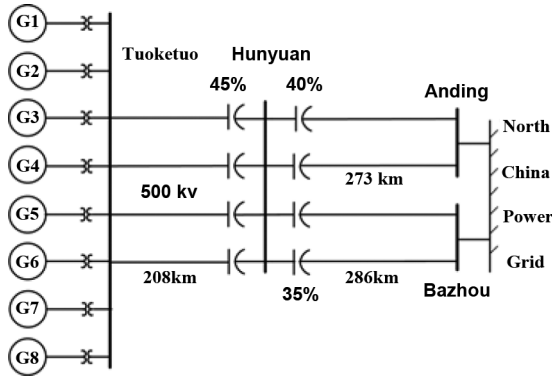 G1
Tuoketuo
Hunyuan
G2
45%
40%
Anding
G3
North
G4
273 km
China
500 kv
G5
Power
G6
208km
286km
Grid
35%
Bazhou
G7
G8